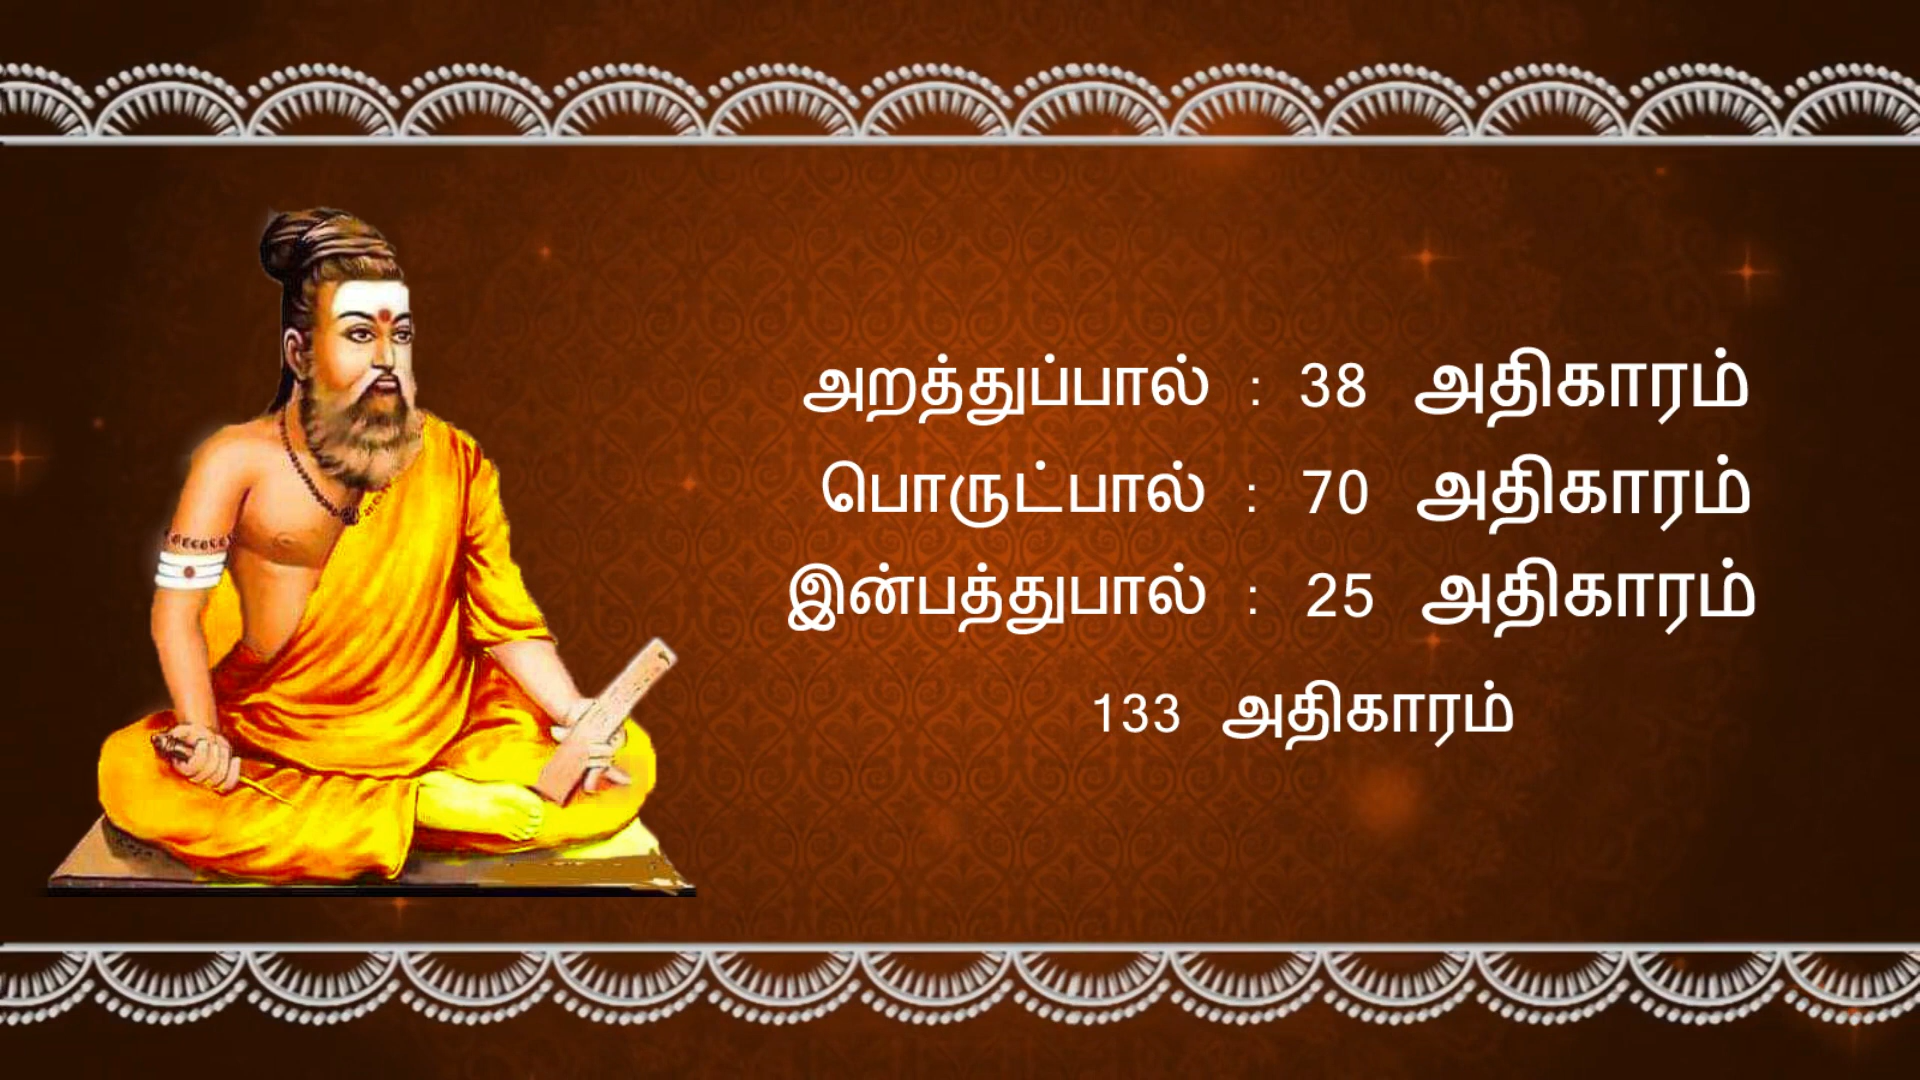 அறத்துப்பால் : 38 அதிகாரம்
பொருட்பால் : 70 அதிகாரம்
இன்பத்துபால் : 25 அதிகாரம்
133 அதிகாரம்